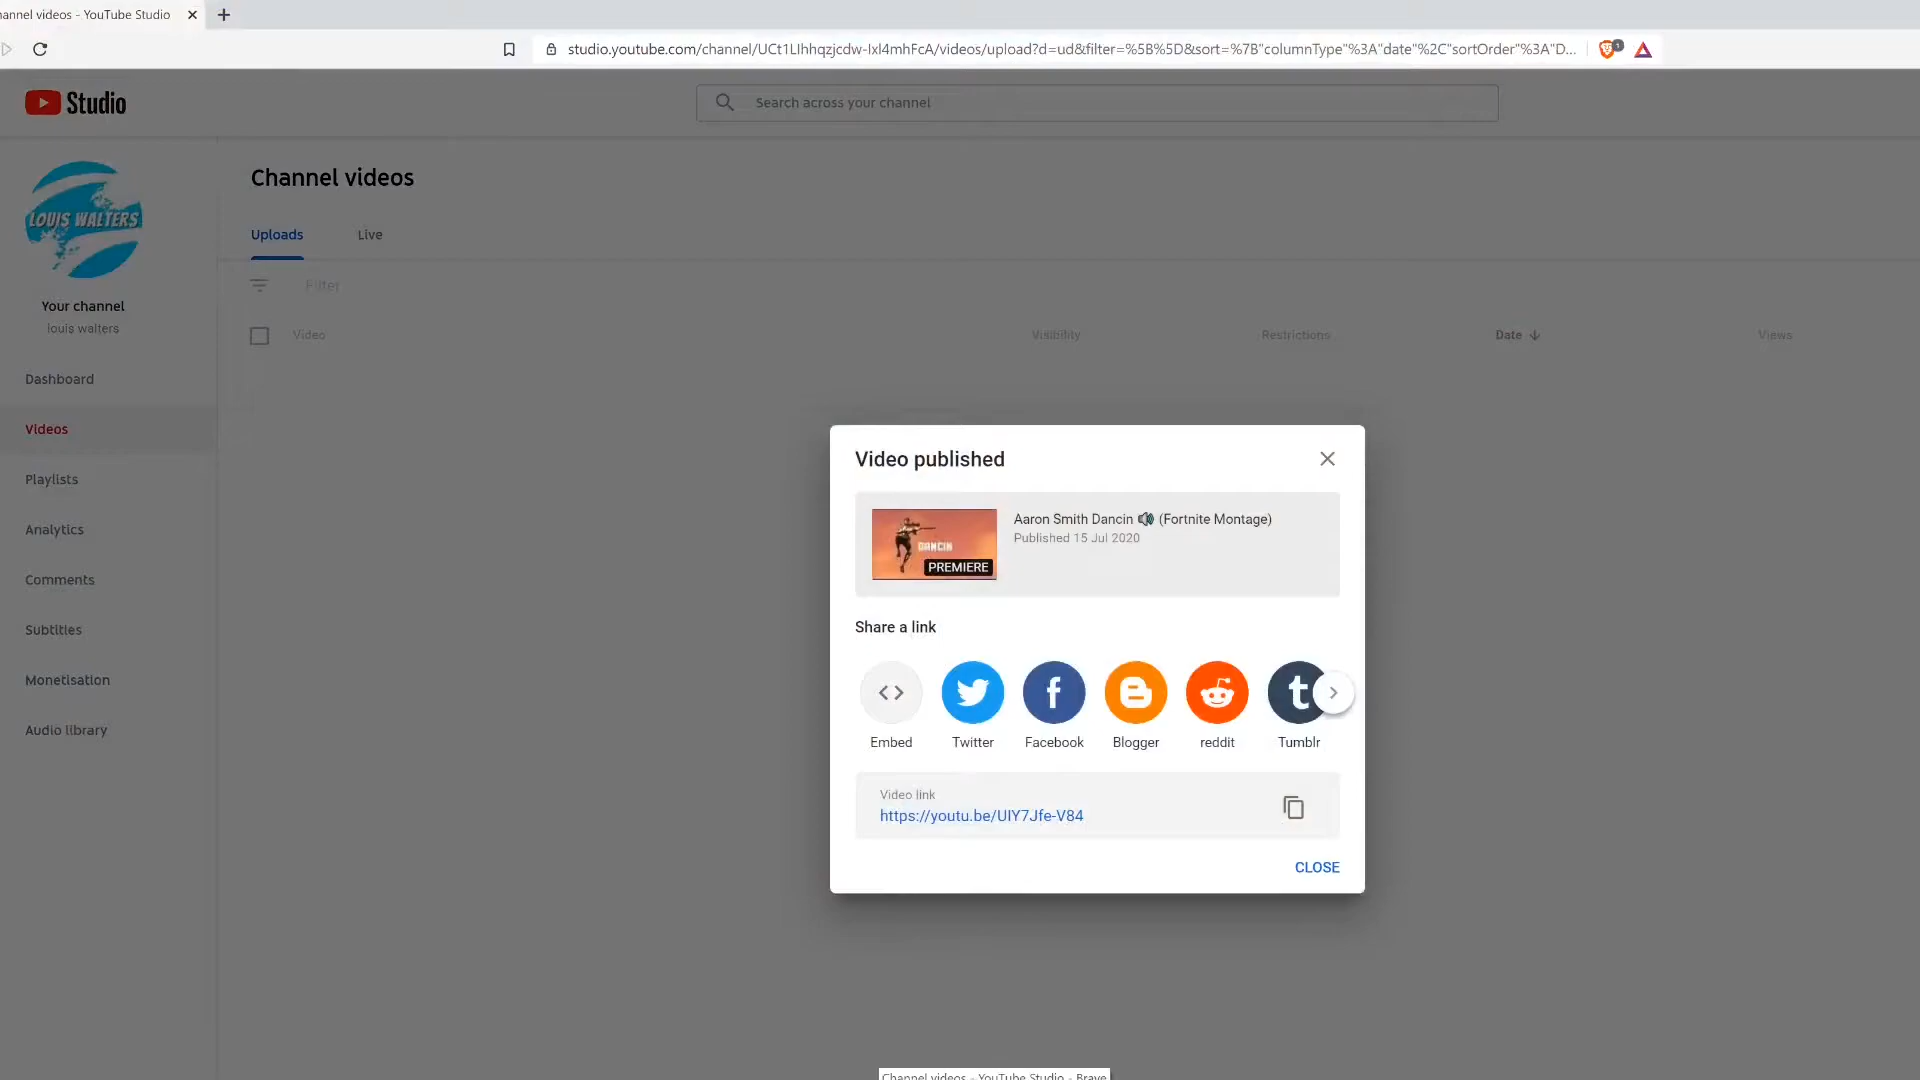 hannel videos - YouTube Studio
studio.youtube.com/channel/UCt1LIhhqzjcdw-Ixl4mhFcA/videos/upload?d=ud&filter=%5B%5D&sort=%7B"columnType"%3A"date"%2C"sortOrder"%3A"D...
1
Studio
Search across your channel
LOUIS WALTERS
Your channel
louis walters
Dashboard
Videos
Playlists
Analytics
Comments
Subtitles
Monetisation
Audio library
Channel videos
Uploads
Live
Filter
Video
Visibility
Restrictions
Date
Views
Video published
DANCIN
PREMIERE
Aaron Smith Dancin 🔊 (Fortnite Montage)
Published 15 Jul 2020
Share a link
Embed
Twitter
Facebook
Blogger
reddit
Tumblr
Video link
https://youtu.be/UIY7Jfe-V84
CLOSE
Channel videos - YouTube Studio - Brave